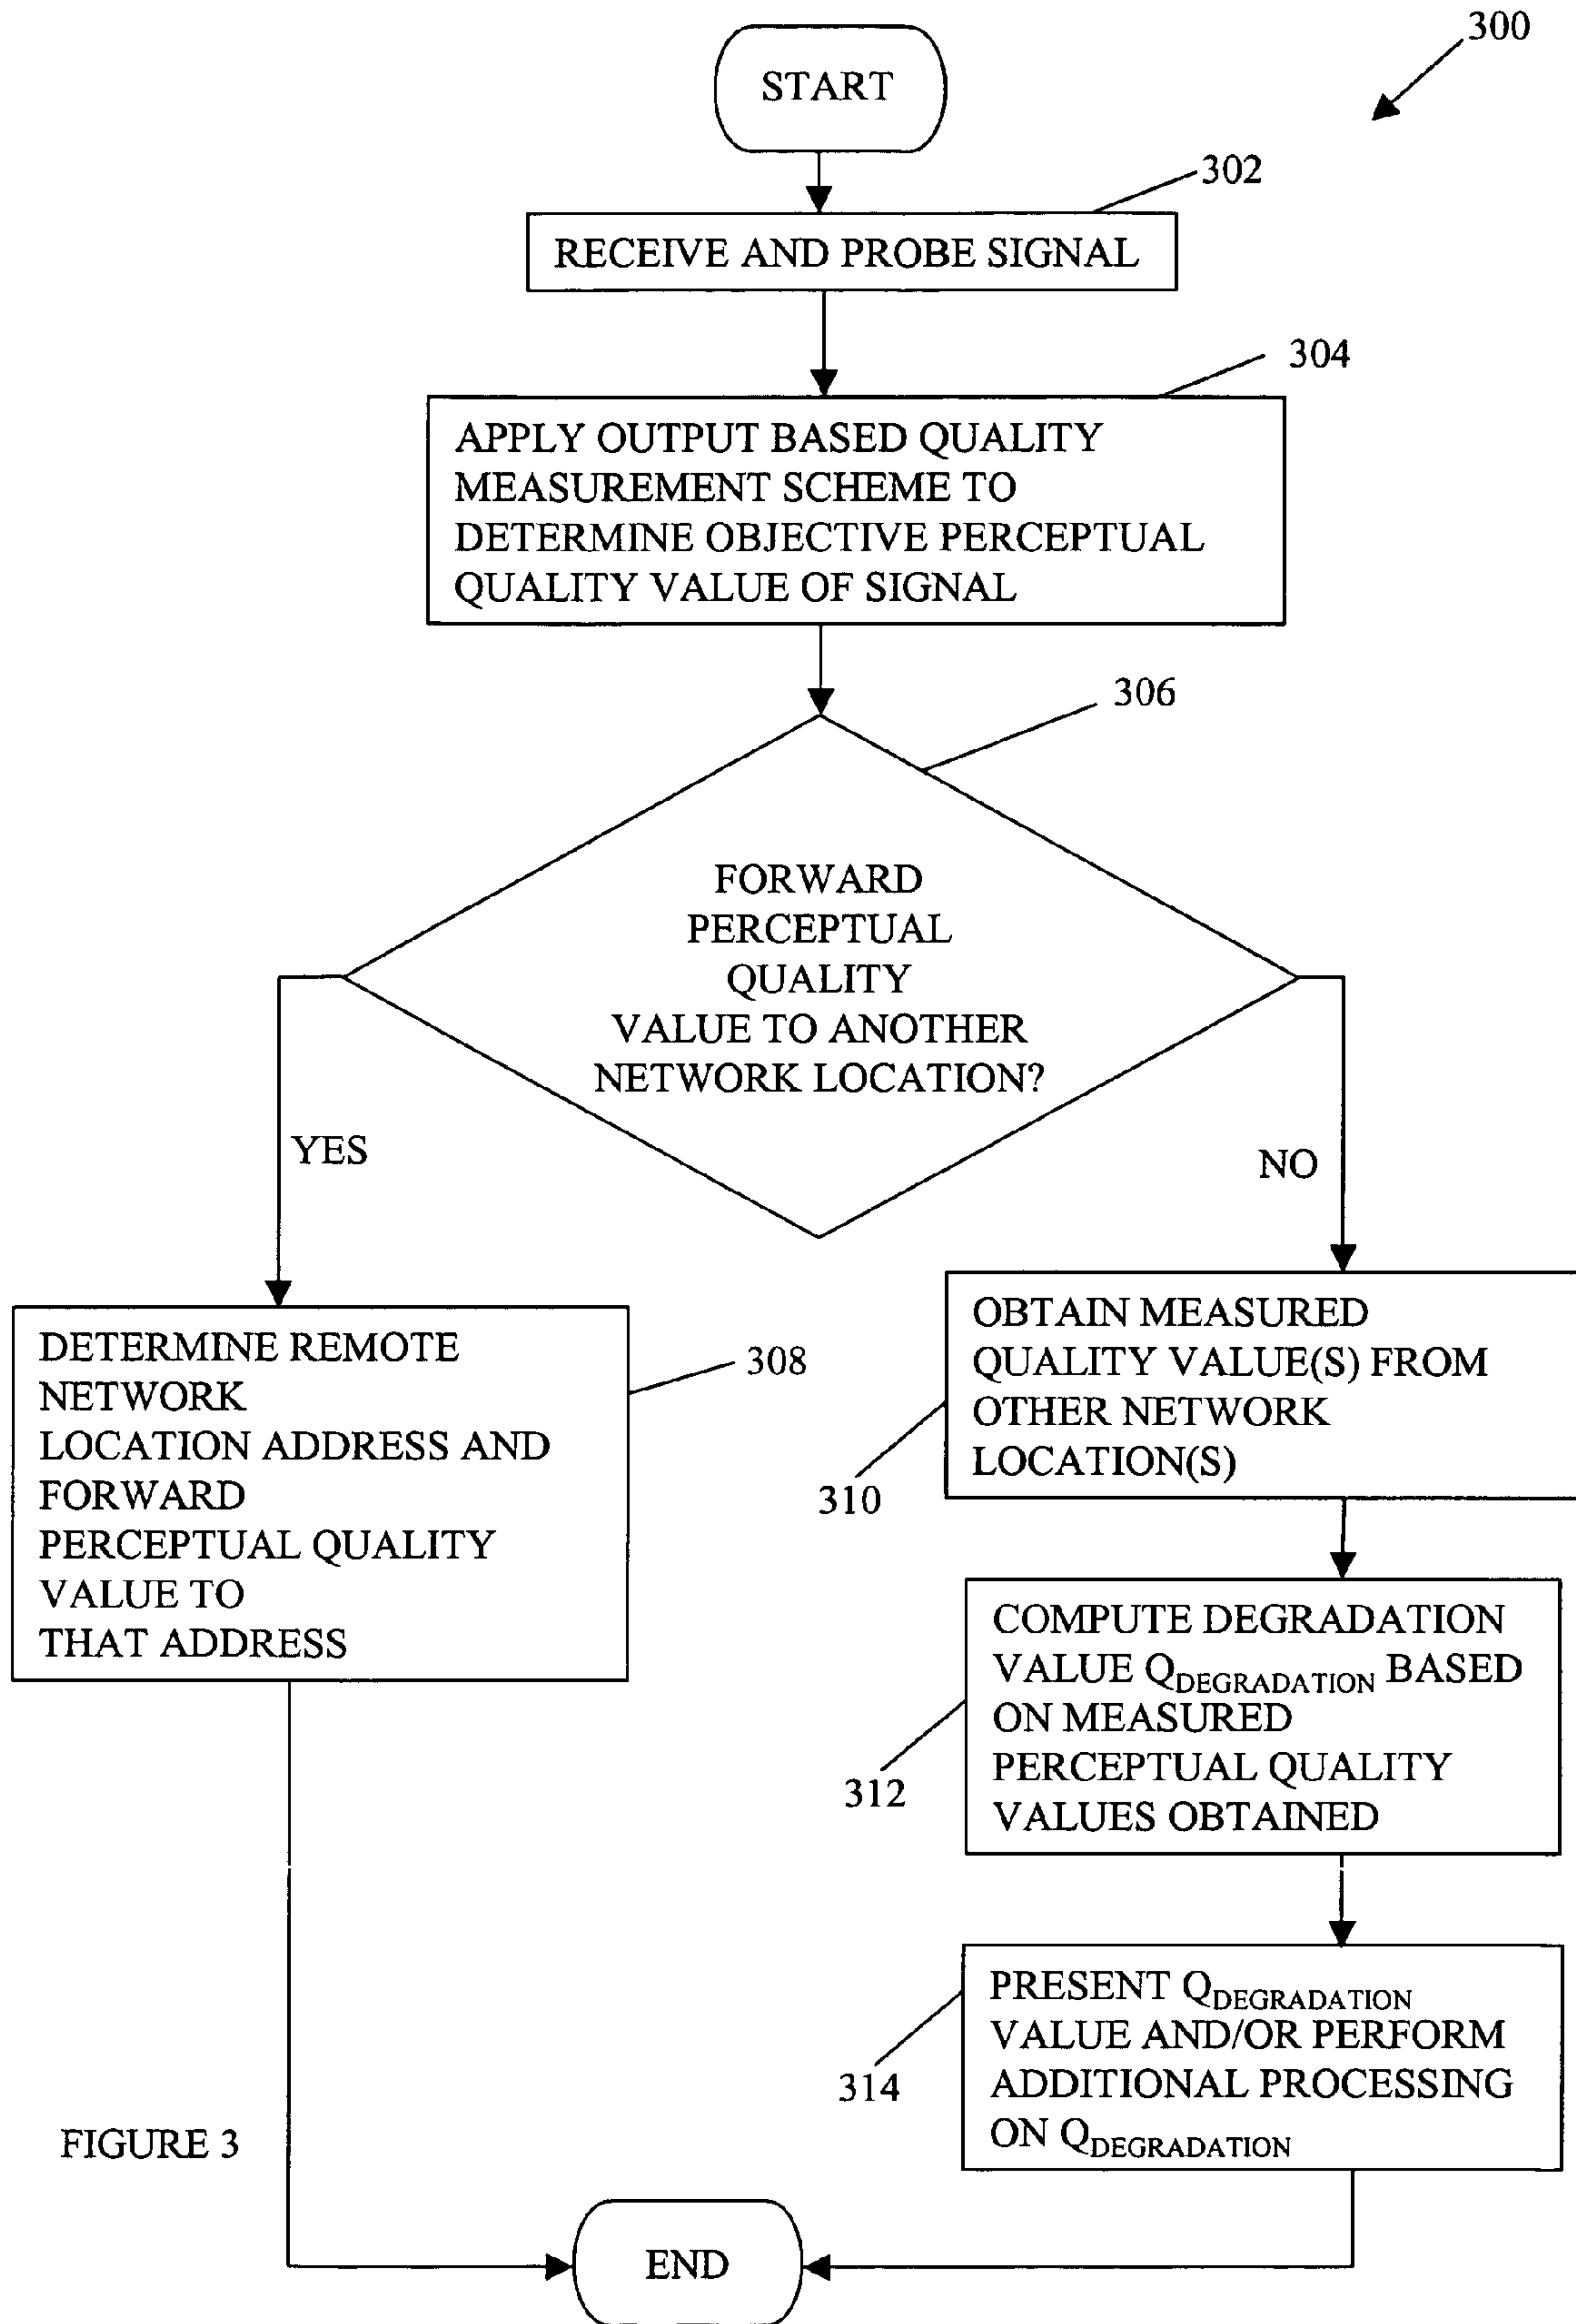 300
START
302
RECEIVE AND PROBE SIGNAL
304
APPLY OUTPUT BASED QUALITY
MEASUREMENT SCHEME TO
DETERMINE OBJECTIVE PERCEPTUAL
QUALITY VALUE OF SIGNAL
306
FORWARD
PERCEPTUAL
QUALITY
VALUE TO ANOTHER
NETWORK LOCATION?
YES
NO
DETERMINE REMOTE
NETWORK
LOCATION ADDRESS AND
FORWARD
PERCEPTUAL QUALITY
VALUE TO
THAT ADDRESS
308
OBTAIN MEASURED
QUALITY VALUE(S) FROM
OTHER NETWORK
LOCATION(S)
310
COMPUTE DEGRADATION
VALUE QDEGRADATION BASED
ON MEASURED
PERCEPTUAL QUALITY
VALUES OBTAINED
312
PRESENT QDEGRADATION
VALUE AND/OR PERFORM
ADDITIONAL PROCESSING
ON QDEGRADATION
314
FIGURE 3
END